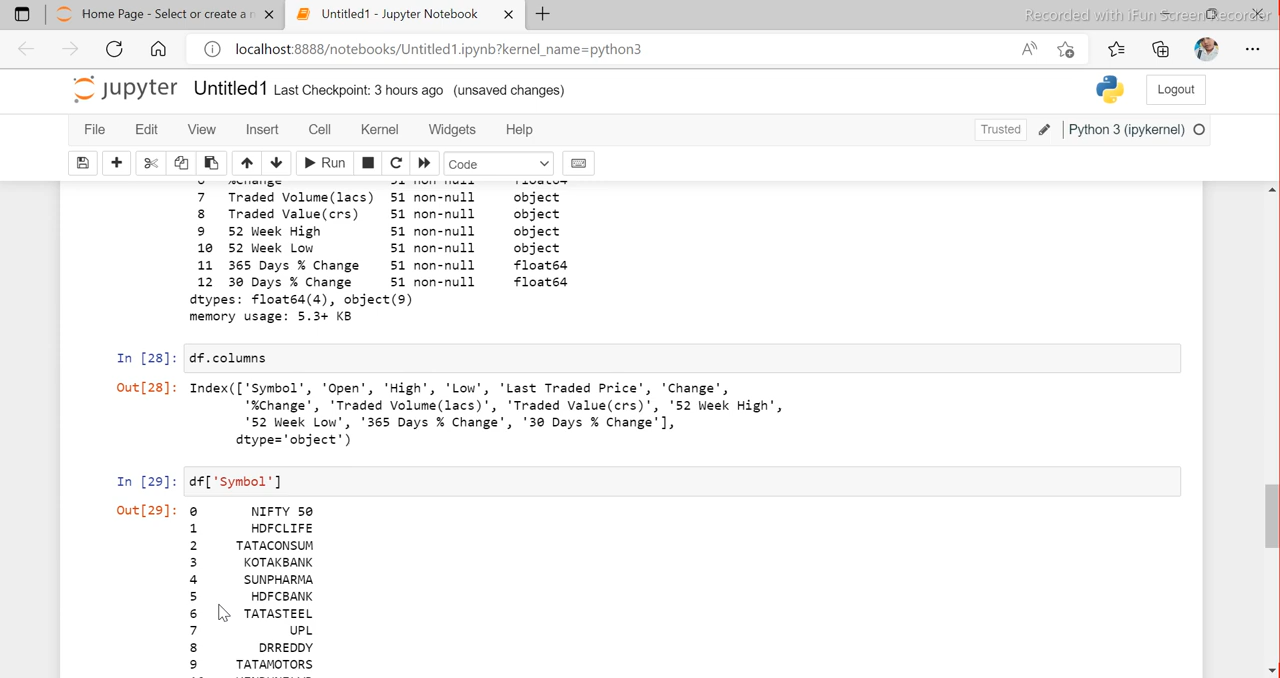 Home Page - Select or create a n
Untitled1 - Jupyter Notebook
Recorded with iFun Screen Recorder
localhost:8888/notebooks/Untitled1.ipynb?kernel_name=python3
jupyter Untitled1 Last Checkpoint: 3 hours ago (unsaved changes)
Logout
File Edit View Insert Cell Kernel Widgets Help
Trusted Python 3 (ipykernel)
Run Code
6 %Change 51 non-null float64
7 Traded Volume(lacs) 51 non-null object
8 Traded Value(crs) 51 non-null object
9 52 Week High 51 non-null object
10 52 Week Low 51 non-null object
11 365 Days % Change 51 non-null float64
12 30 Days % Change 51 non-null float64
dtypes: float64(4), object(9)
memory usage: 5.3+ KB
In [28]: df.columns
Out[28]: Index(['Symbol', 'Open', 'High', 'Low', 'Last Traded Price', 'Change',
'%Change', 'Traded Volume(lacs)', 'Traded Value(crs)', '52 Week High',
'52 Week Low', '365 Days % Change', '30 Days % Change'],
dtype='object')
In [29]: df['Symbol']
Out[29]: 0 NIFTY 50
1 HDFCLIFE
2 TATACONSUM
3 KOTAKBANK
4 SUNPHARMA
5 HDFCBANK
6 TATASTEEL
7 UPL
8 DRREDDY
9 TATAMOTORS